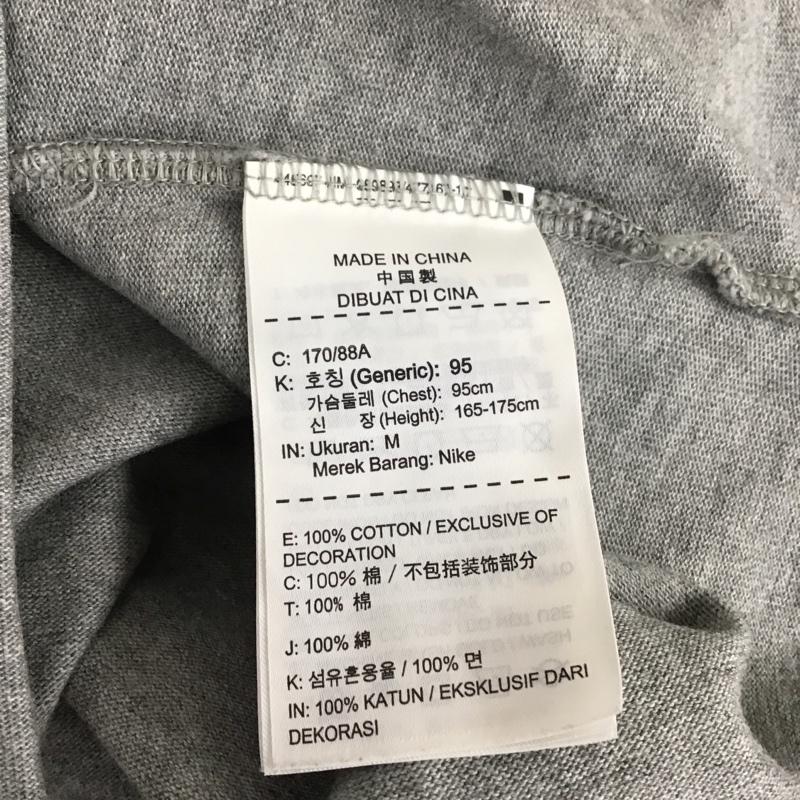 MADE IN CHINA
中国製
DIBUAT DI CINA
C: 170/88A
K: 호칭 (Generic): 95
가슴둘레 (Chest): 95cm
신 장 (Height): 165-175cm
IN: Ukuran: M
Merek Barang: Nike
E: 100% COTTON / EXCLUSIVE OF
DECORATION
C: 100% 棉 / 不包括装饰部分
T: 100% 棉
J: 100% 綿
K: 섬유혼용율 / 100% 면
IN: 100% KATUN / EKSKLUSIF DARI
DEKORASI